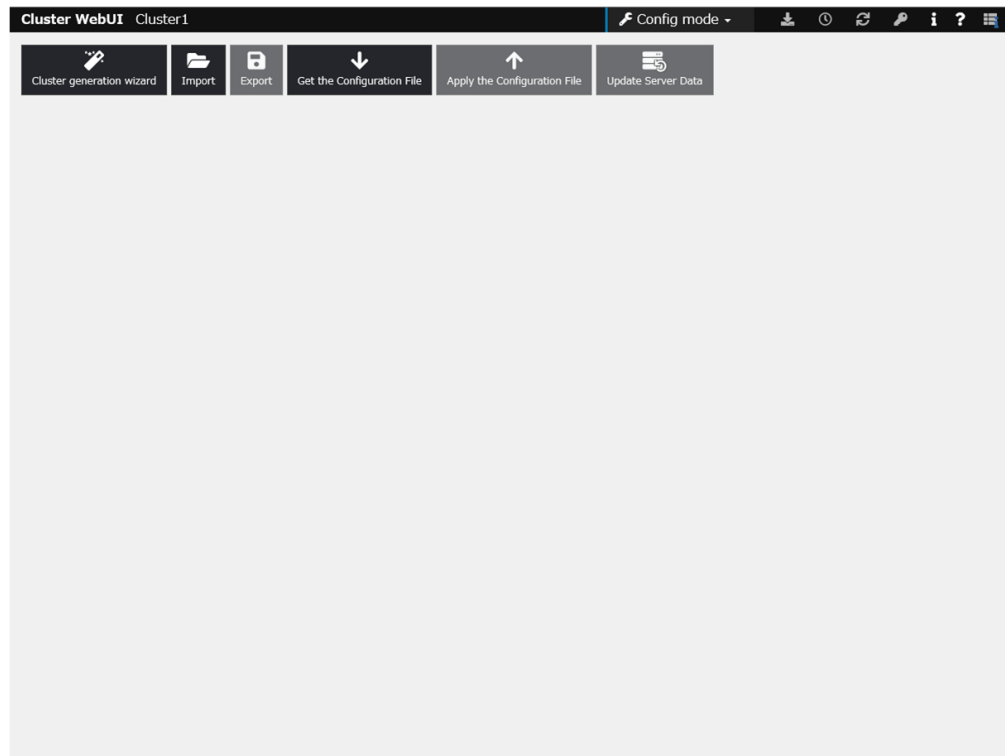 Cluster WebUI Cluster1 Config mode
Cluster generation wizard Import Export Get the Configuration File Apply the Configuration File Update Server Data